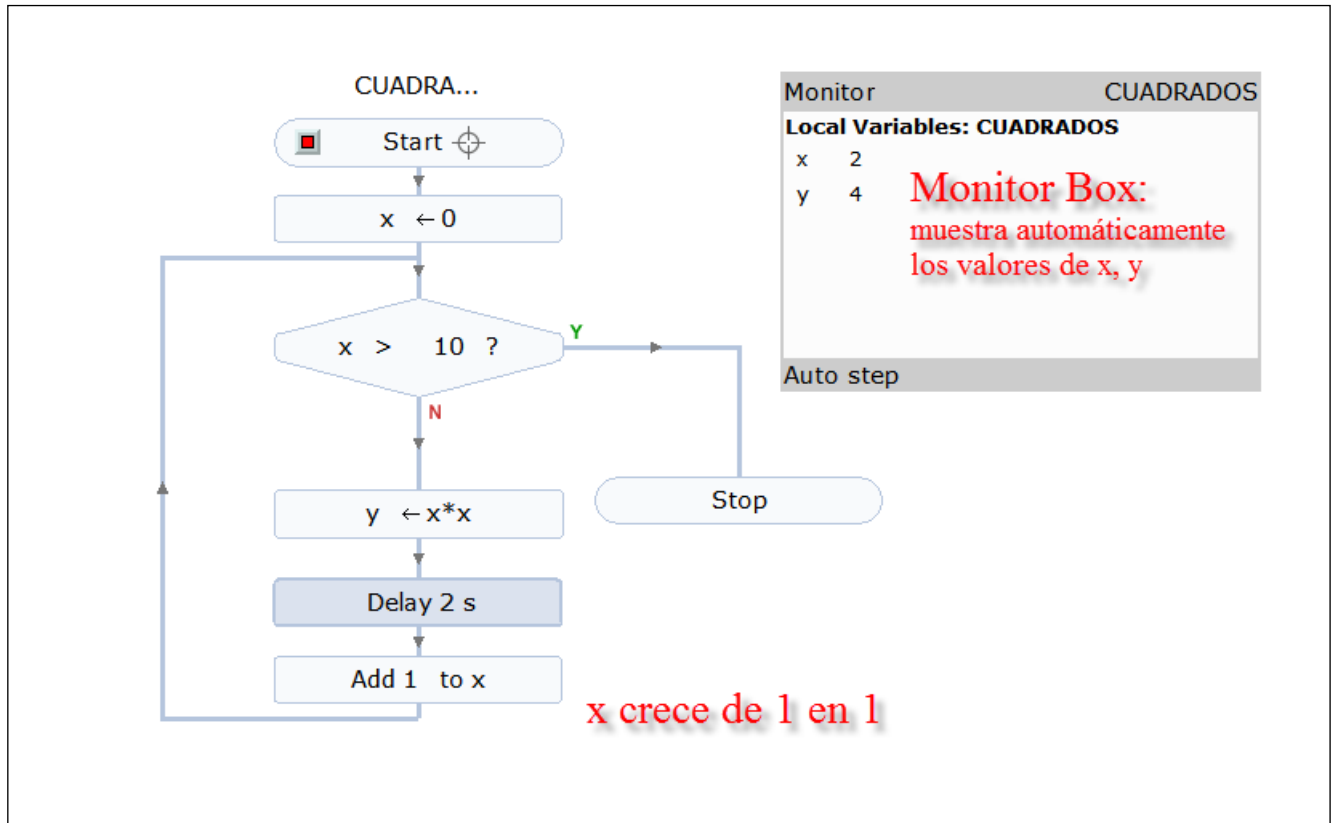 CUADRA...
Start
x ←0
x > 10 ?
Y
N
y ←x*x
Delay 2 s
Add 1 to x
Stop
x crece de 1 en 1
Monitor CUADRADOS
Local Variables: CUADRADOS
x 2
y 4
Monitor Box:
muestra automáticamente
los valores de x, y
Auto step